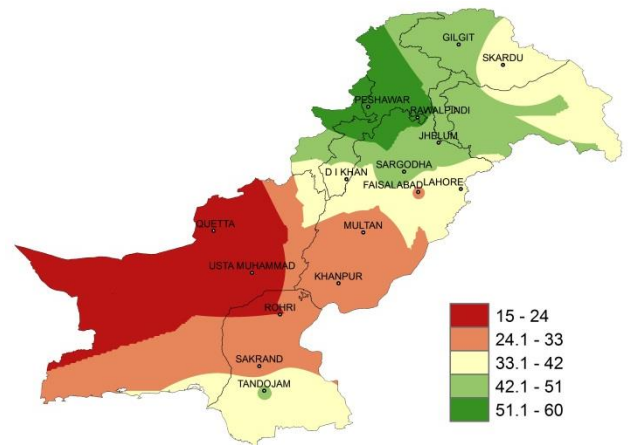 GILGIT
SKARDU
PESHAWAR
RAWALPINDI
JHELUM
SARGODHA
D I KHAN
FAISALABAD
LAHORE
QUETTA
MULTAN
USTA MUHAMMAD
KHANPUR
ROHRI
SAKRAND
TANDOJAM
15 - 24
24.1 - 33
33.1 - 42
42.1 - 51
51.1 - 60